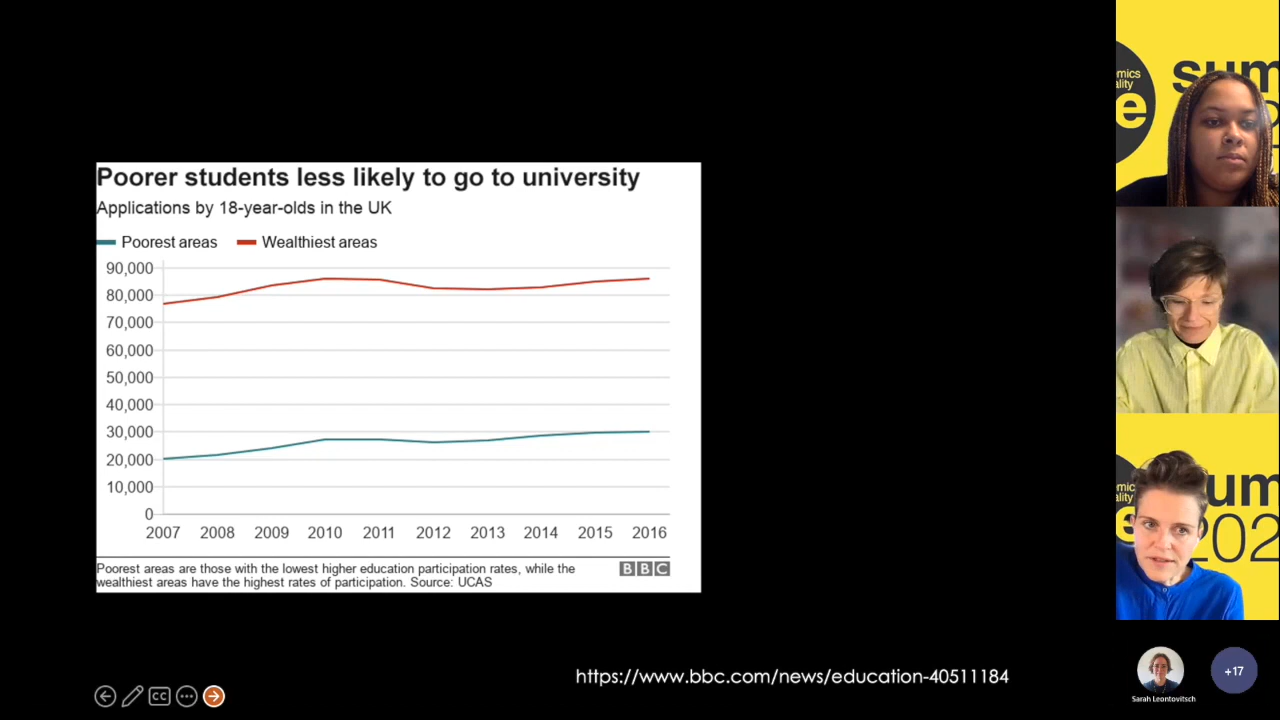 Poorer students less likely to go to university
Applications by 18-year-olds in the UK
Poorest areas Wealthiest areas
90,000
80,000
70,000
60,000
50,000
40,000
30,000
20,000
10,000
0
2007 2008 2009 2010 2011 2012 2013 2014 2015 2016
Poorest areas are those with the lowest higher education participation rates, while the
wealthiest areas have the highest rates of participation. Source: UCAS
BBC
https://www.bbc.com/news/education-40511184
CC
Sarah Leontovitsch
+17